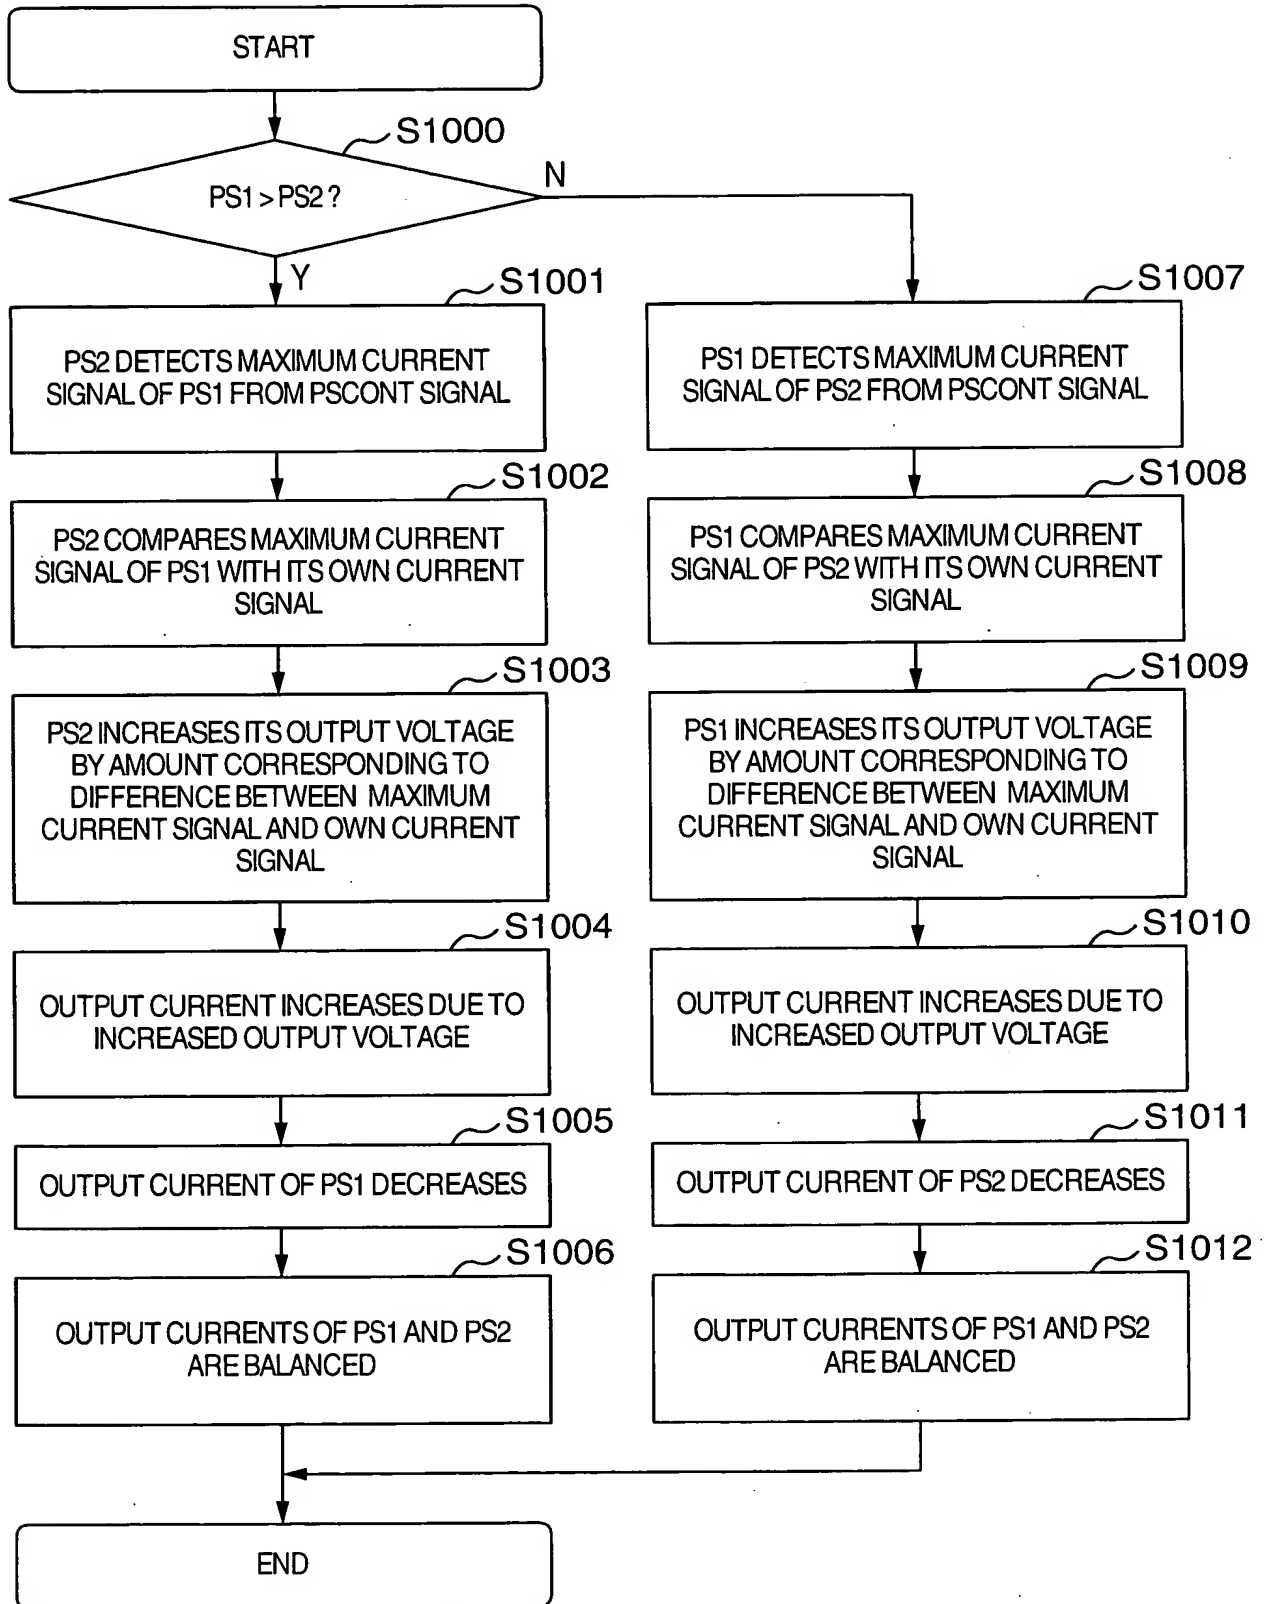 START
S1000
PS1 > PS2 ?
N
Y
S1001
PS2 DETECTS MAXIMUM CURRENT
SIGNAL OF PS1 FROM PSCONT SIGNAL
S1002
PS2 COMPARES MAXIMUM CURRENT
SIGNAL OF PS1 WITH ITS OWN CURRENT
SIGNAL
S1003
PS2 INCREASES ITS OUTPUT VOLTAGE
BY AMOUNT CORRESPONDING TO
DIFFERENCE BETWEEN MAXIMUM
CURRENT SIGNAL AND OWN CURRENT
SIGNAL
S1004
OUTPUT CURRENT INCREASES DUE TO
INCREASED OUTPUT VOLTAGE
S1005
OUTPUT CURRENT OF PS1 DECREASES
S1006
OUTPUT CURRENTS OF PS1 AND PS2
ARE BALANCED
S1007
PS1 DETECTS MAXIMUM CURRENT
SIGNAL OF PS2 FROM PSCONT SIGNAL
S1008
PS1 COMPARES MAXIMUM CURRENT
SIGNAL OF PS2 WITH ITS OWN CURRENT
SIGNAL
S1009
PS1 INCREASES ITS OUTPUT VOLTAGE
BY AMOUNT CORRESPONDING TO
DIFFERENCE BETWEEN MAXIMUM
CURRENT SIGNAL AND OWN CURRENT
SIGNAL
S1010
OUTPUT CURRENT INCREASES DUE TO
INCREASED OUTPUT VOLTAGE
S1011
OUTPUT CURRENT OF PS2 DECREASES
S1012
OUTPUT CURRENTS OF PS1 AND PS2
ARE BALANCED
END